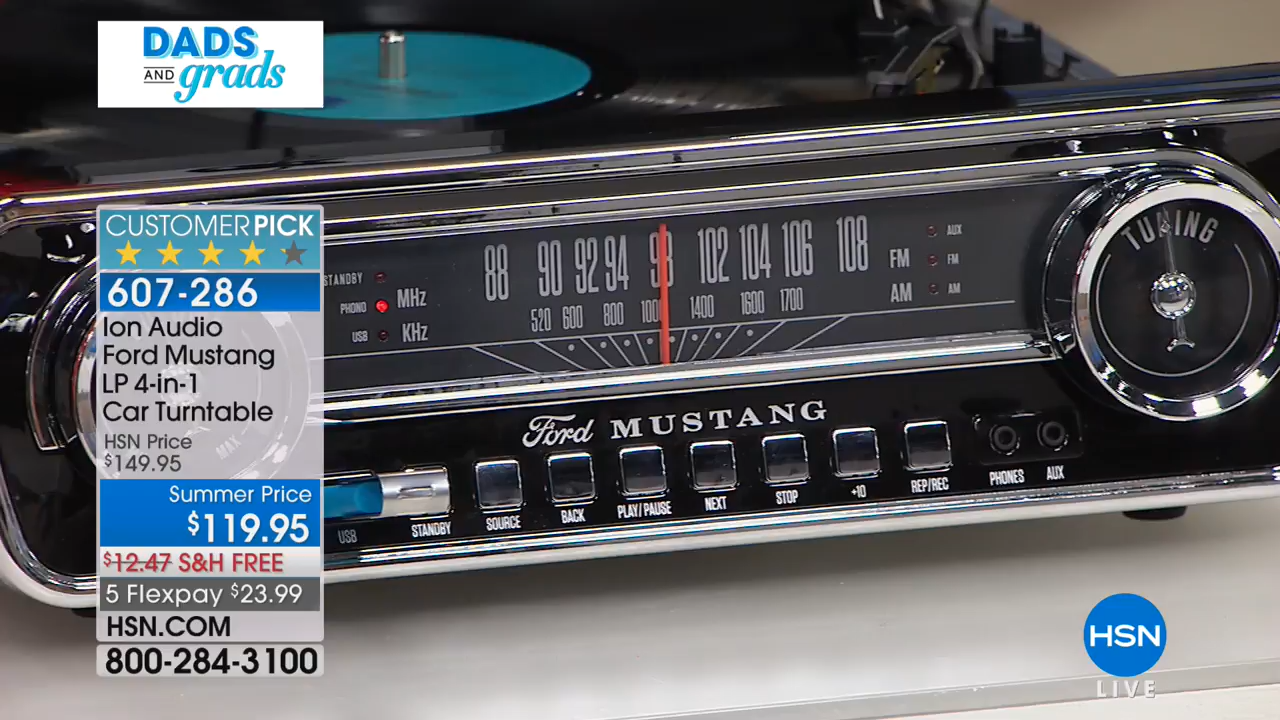 DADS
AND grads
CUSTOMER PICK
607-286
Ion Audio
Ford Mustang
LP 4-in-1
Car Turntable
HSN Price
$149.95
Summer Price
$119.95
$12.47 S&H FREE
5 Flexpay $23.99
HSN.COM
800-284-3100
STANDBY
PHONO
USB
MHz
KHz
88 90 92 94 98 102 104 106 108
520 600 800 1000 1400 1600 1700
FM
AM
AUX
FM
AM
TUNING
MAX
Ford MUSTANG
USB
STANDBY
SOURCE
BACK
PLAY/PAUSE
NEXT
STOP
+10
REP/REC
PHONES
AUX
HSN
LIVE